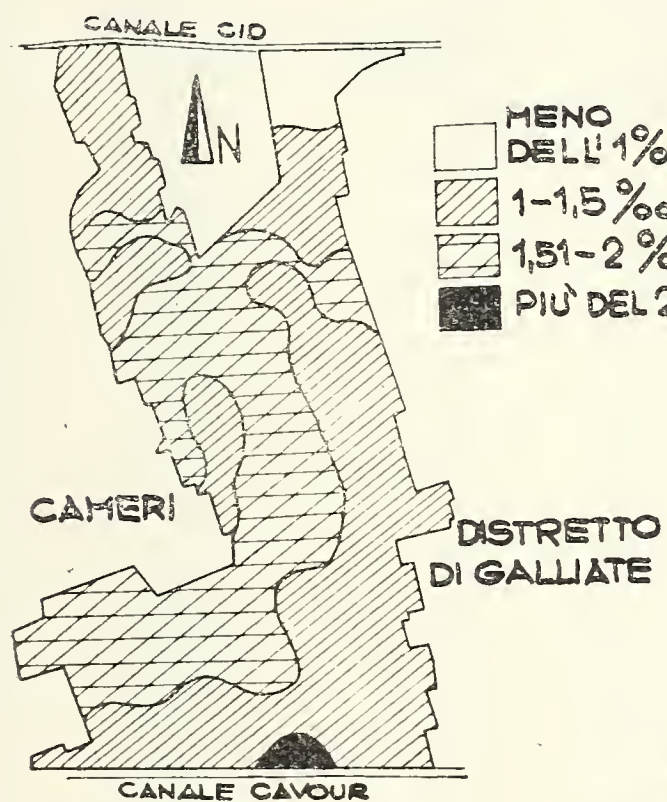 CANALE CID
N
MENO
DELL'1%
1-1,5‰
1,51-2%
PIÙ DEL 2
CAMERI
DISTRETTO
DI GALLIATE
CANALE CAVOUR